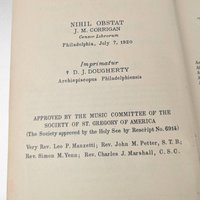 NIHIL OBSTAT
J. M. CORRIGAN
Censor Librorum
Philadelphia, July 7, 1920
Imprimatur
† D. J. DOUGHERTY
Archiepiscopus Philadelphiensis
APPROVED BY THE MUSIC COMMITTEE OF THE
SOCIETY OF ST. GREGORY OF AMERICA
(The Society approved by the Holy See by Rescript No. 6914)
Very Rev. Leo P. Manzetti; Rev. John M. Petter, S. T. B.;
Rev. Simon M. Yenn; Rev. Charles J. Marshall, C. S. C.